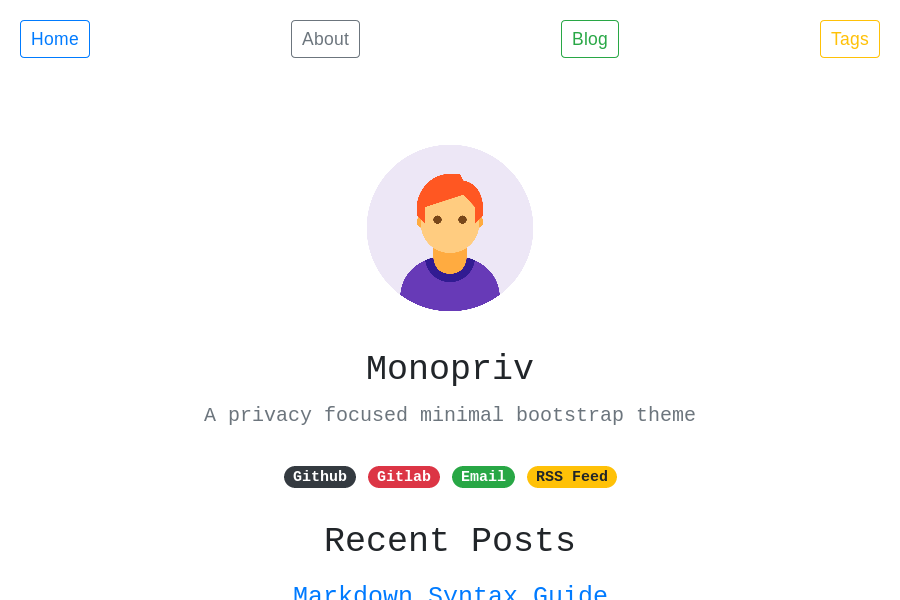 Home About Blog Tags
Monopriv
A privacy focused minimal bootstrap theme
Github Gitlab Email RSS Feed
Recent Posts
Markdown Syntax Guide